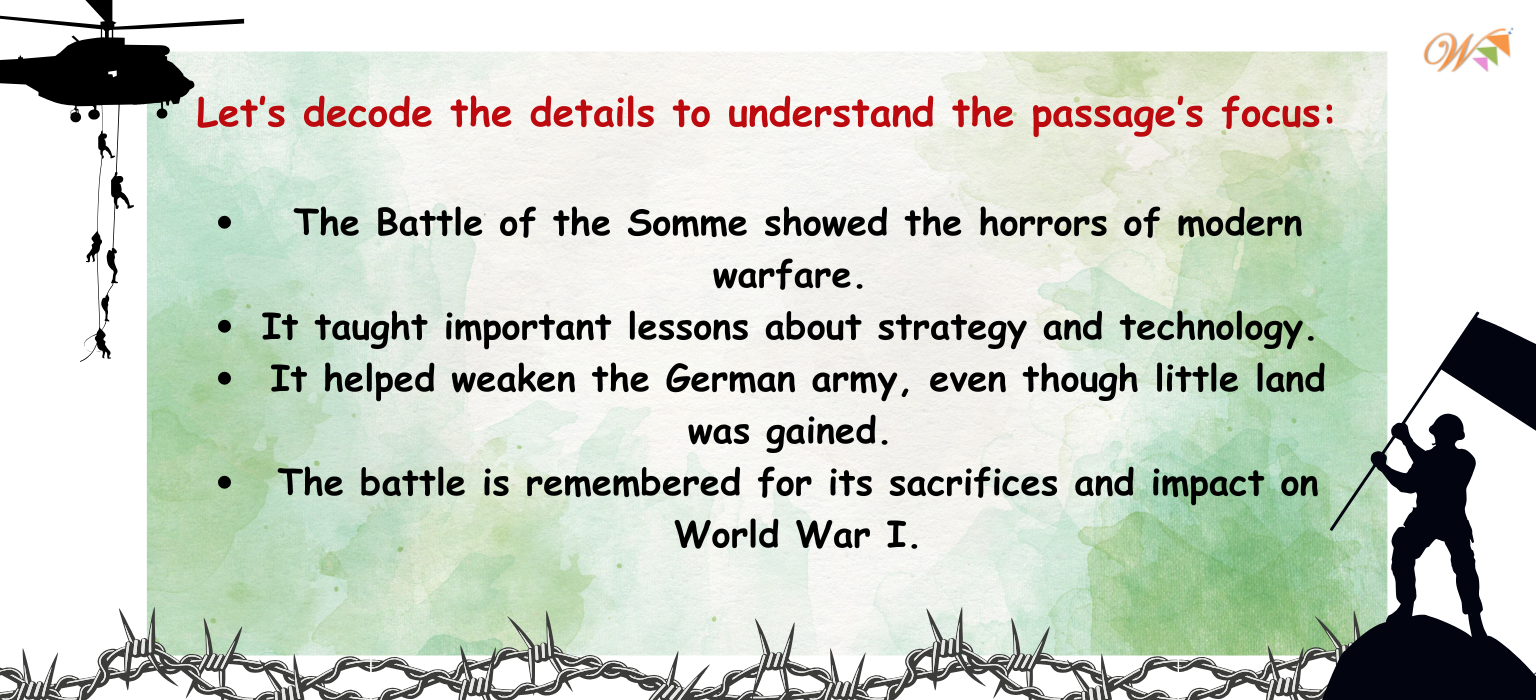 Let's decode the details to understand the passage's focus:
• The Battle of the Somme showed the horrors of modern
warfare.
• It taught important lessons about strategy and technology.
• It helped weaken the German army, even though little land
was gained.
• The battle is remembered for its sacrifices and impact on
World War I.
W